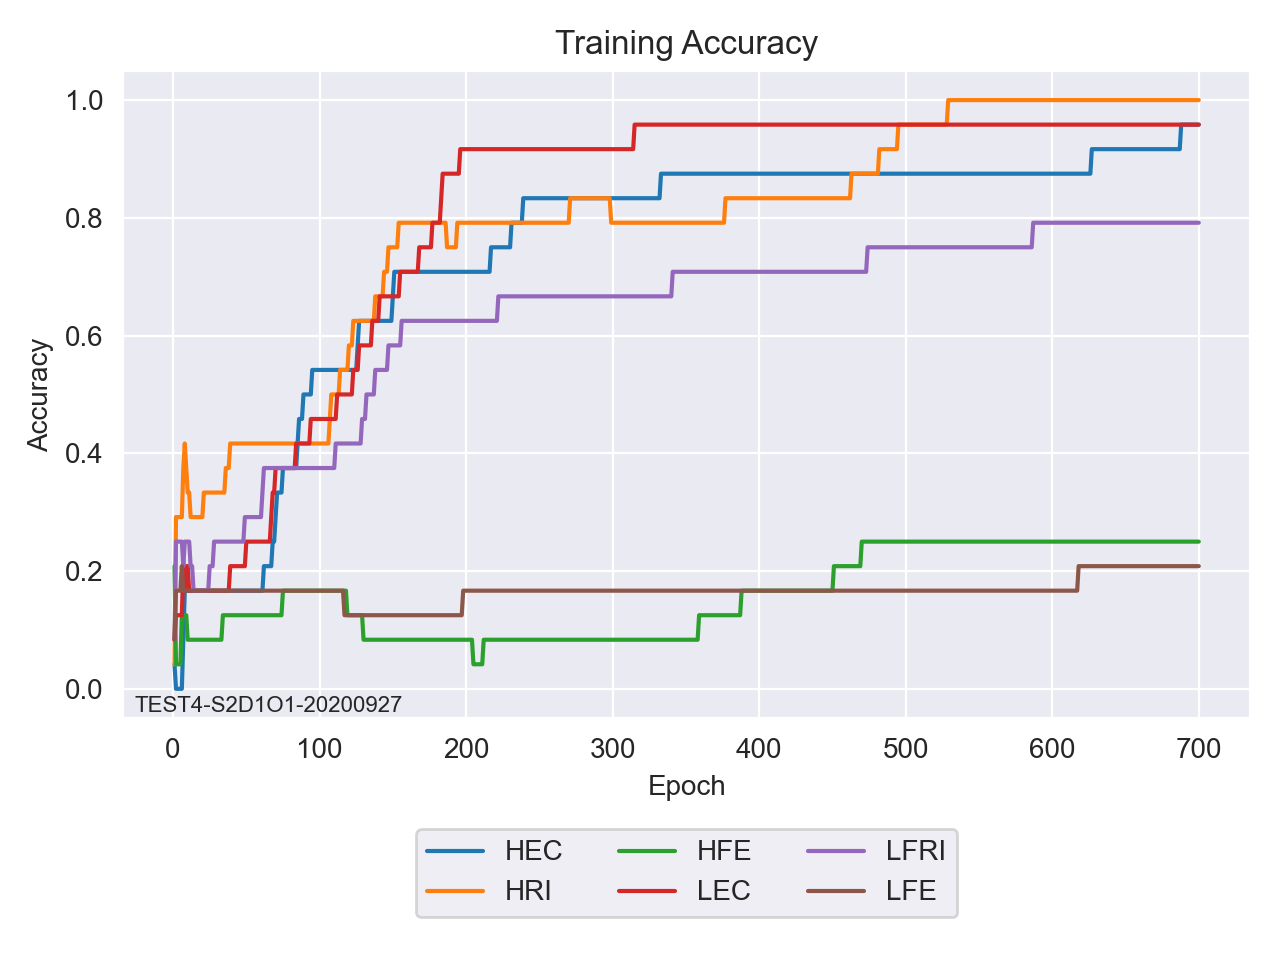 Training Accuracy
Accuracy
1.0
0.8
0.6
0.4
0.2
0.0
TEST4-S2D1O1-20200927
0 100 200 300 400 500 600 700
Epoch
HEC HFE LFRI
HRI LEC LFE